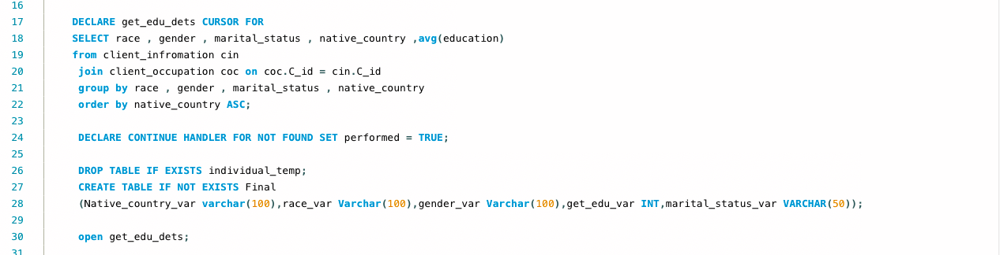 16
17 DECLARE get_edu_dets CURSOR FOR
18 SELECT race , gender , marital_status , native_country ,avg(education)
19 from client_infromation cin
20 join client_occupation coc on coc.C_id = cin.C_id
21 group by race , gender , marital_status , native_country
22 order by native_country ASC;
23
24 DECLARE CONTINUE HANDLER FOR NOT FOUND SET performed = TRUE;
25
26 DROP TABLE IF EXISTS individual_temp;
27 CREATE TABLE IF NOT EXISTS Final
28 (Native_country_var varchar(100),race_var Varchar(100),gender_var Varchar(100),get_edu_var INT,marital_status_var VARCHAR(50));
29
30 open get_edu_dets;
31